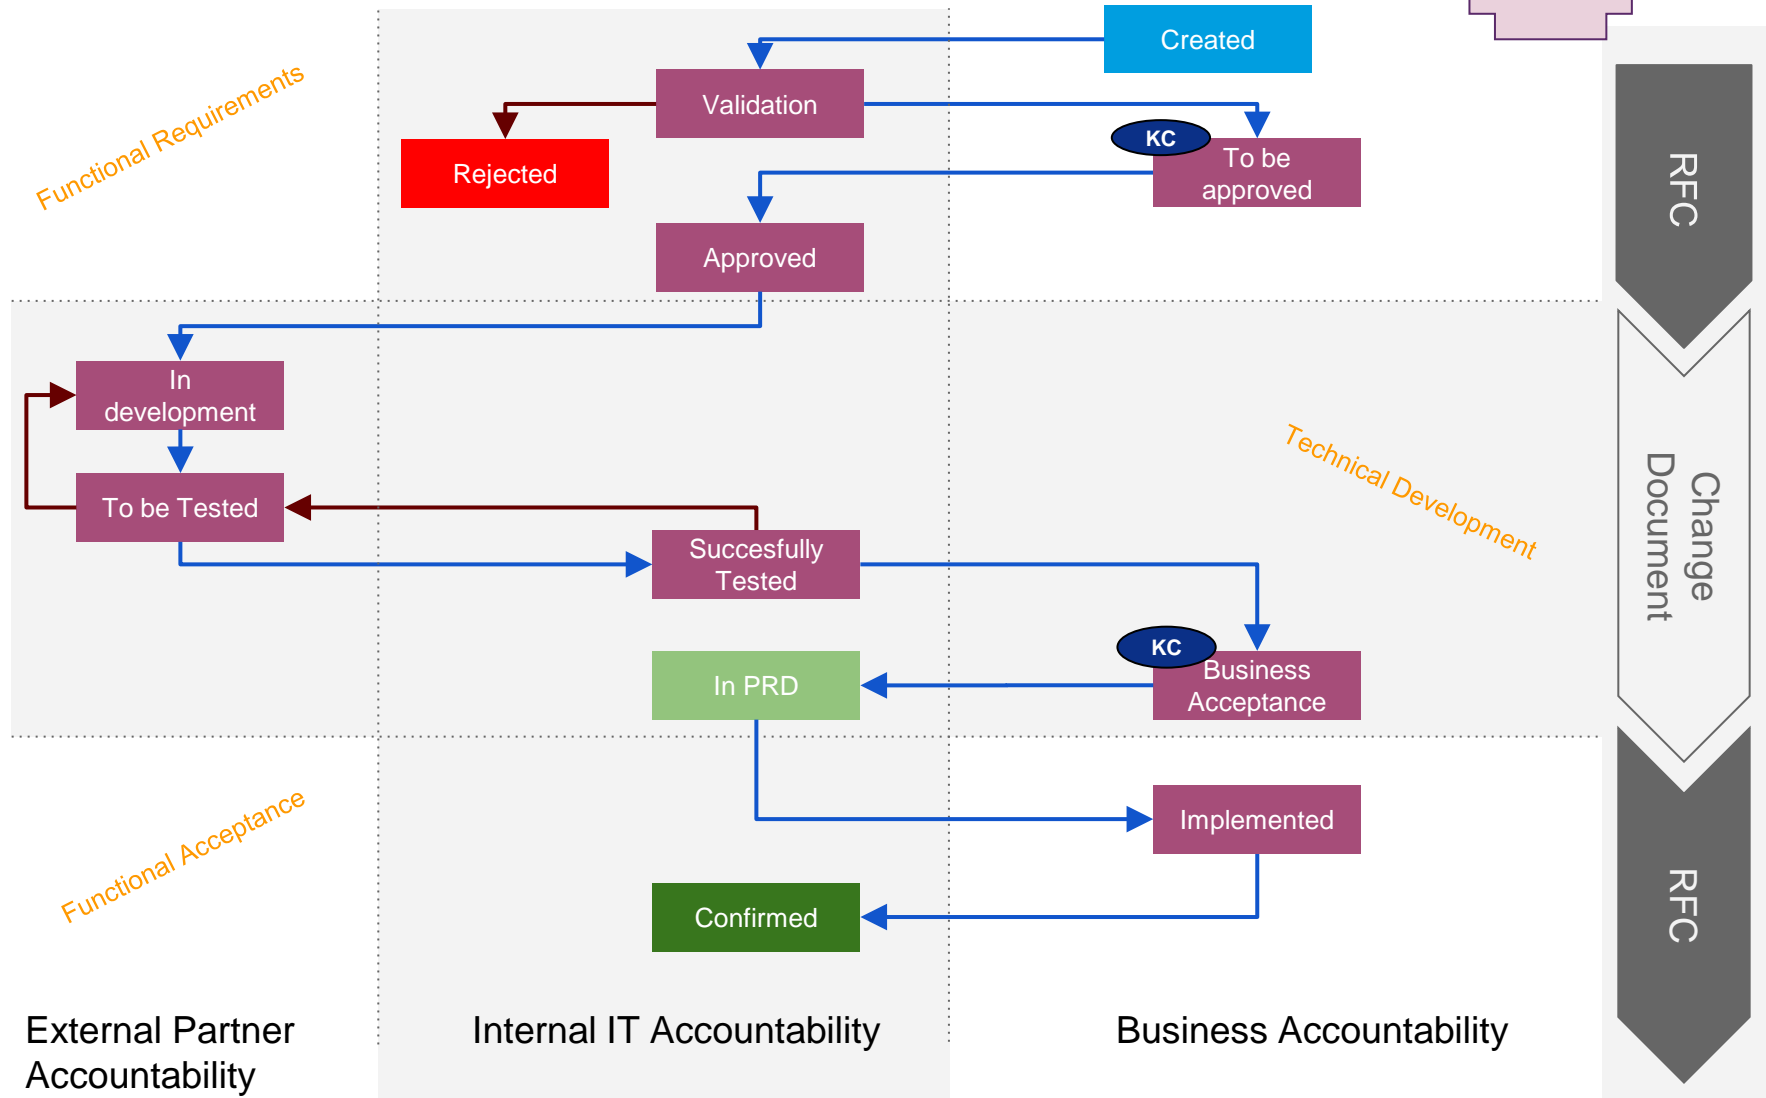 Created
Functional Requirements
Validation
KC
To be
approved
Rejected
RFC
Approved
In
development
Technical Development
To be Tested
Change
Document
Succesfully
Tested
KC
Business
Acceptance
In PRD
Implemented
Functional Acceptance
Confirmed
RFC
External Partner
Accountability
Internal IT Accountability
Business Accountability